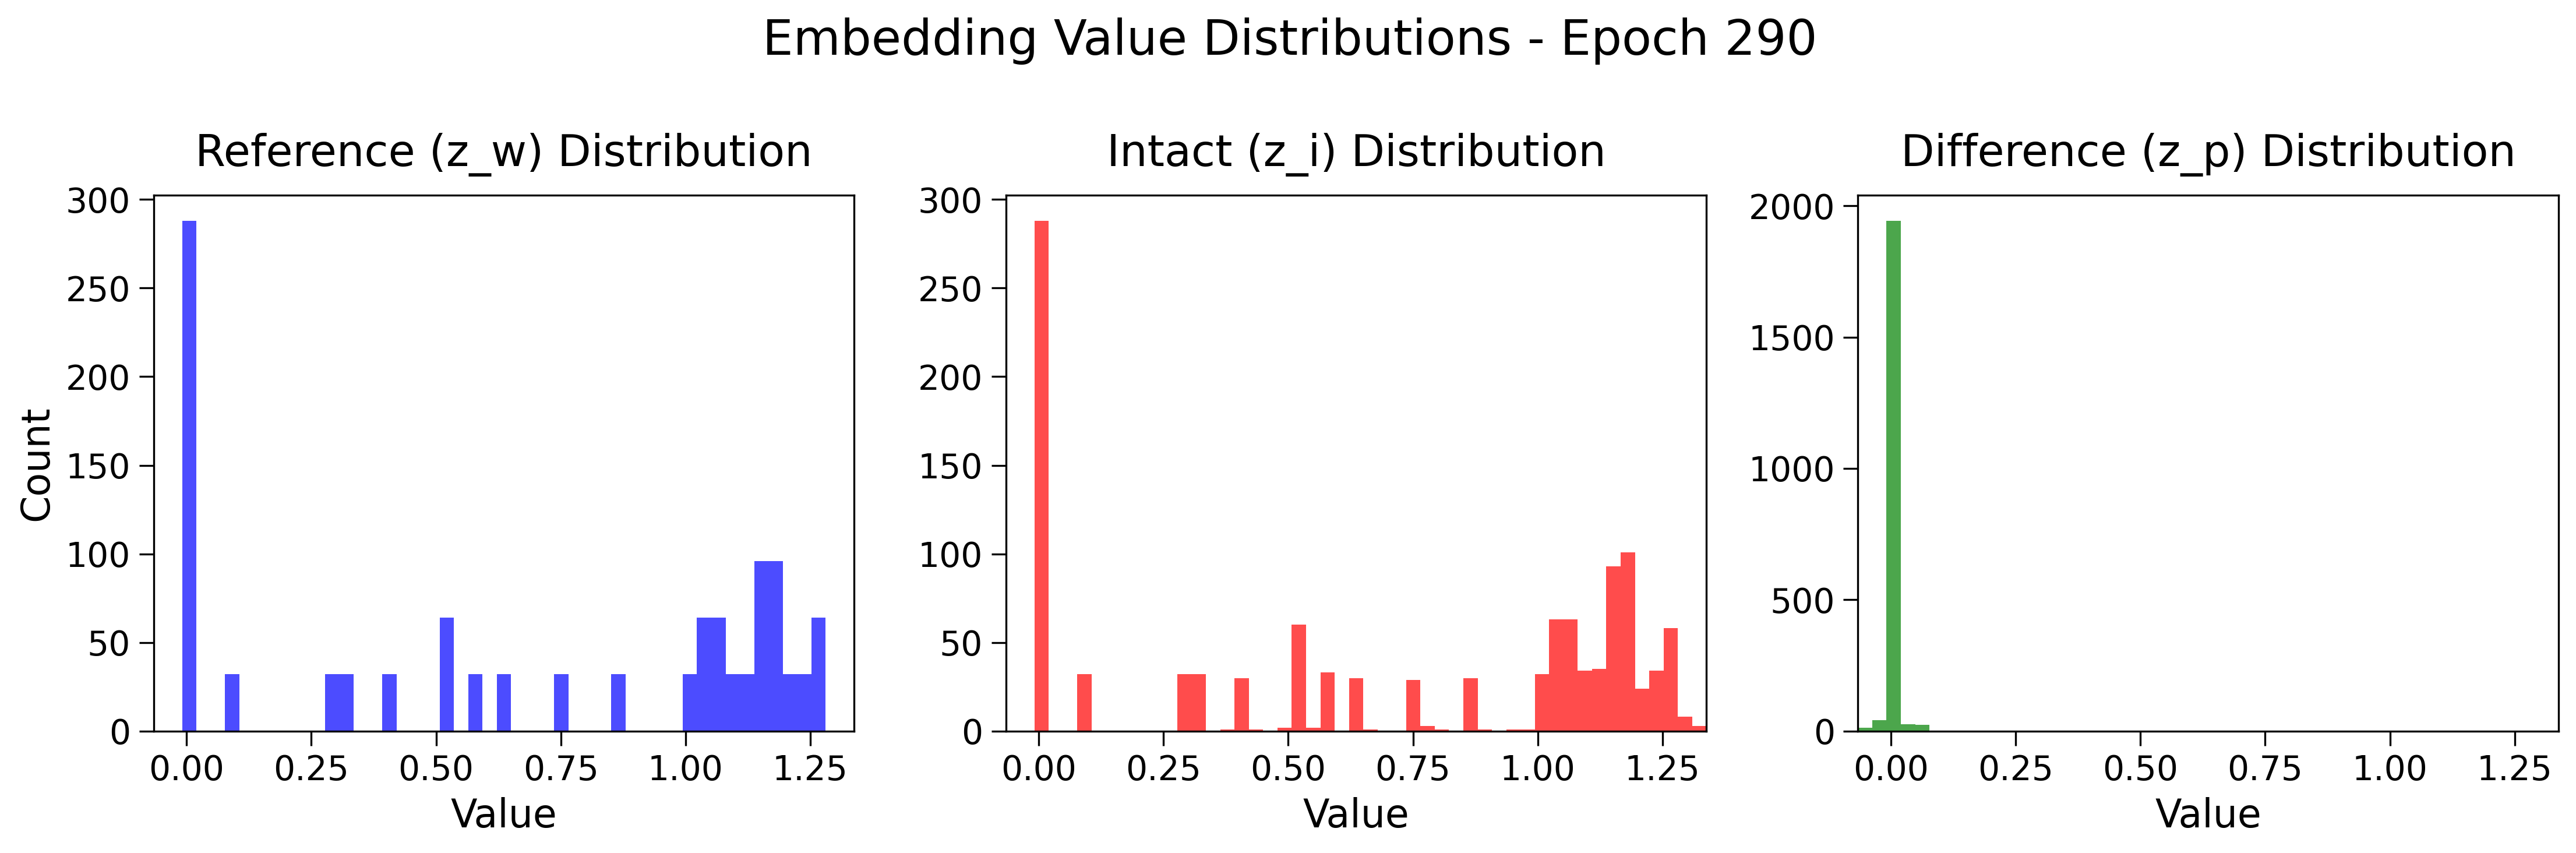 Embedding Value Distributions - Epoch 290
Reference (z_w) Distribution
Intact (z_i) Distribution
Difference (z_p) Distribution
Count
300
250
200
150
100
50
0
0.00 0.25 0.50 0.75 1.00 1.25
Value
300
250
200
150
100
50
0
0.00 0.25 0.50 0.75 1.00 1.25
Value
2000
1500
1000
500
0
0.00 0.25 0.50 0.75 1.00 1.25
Value